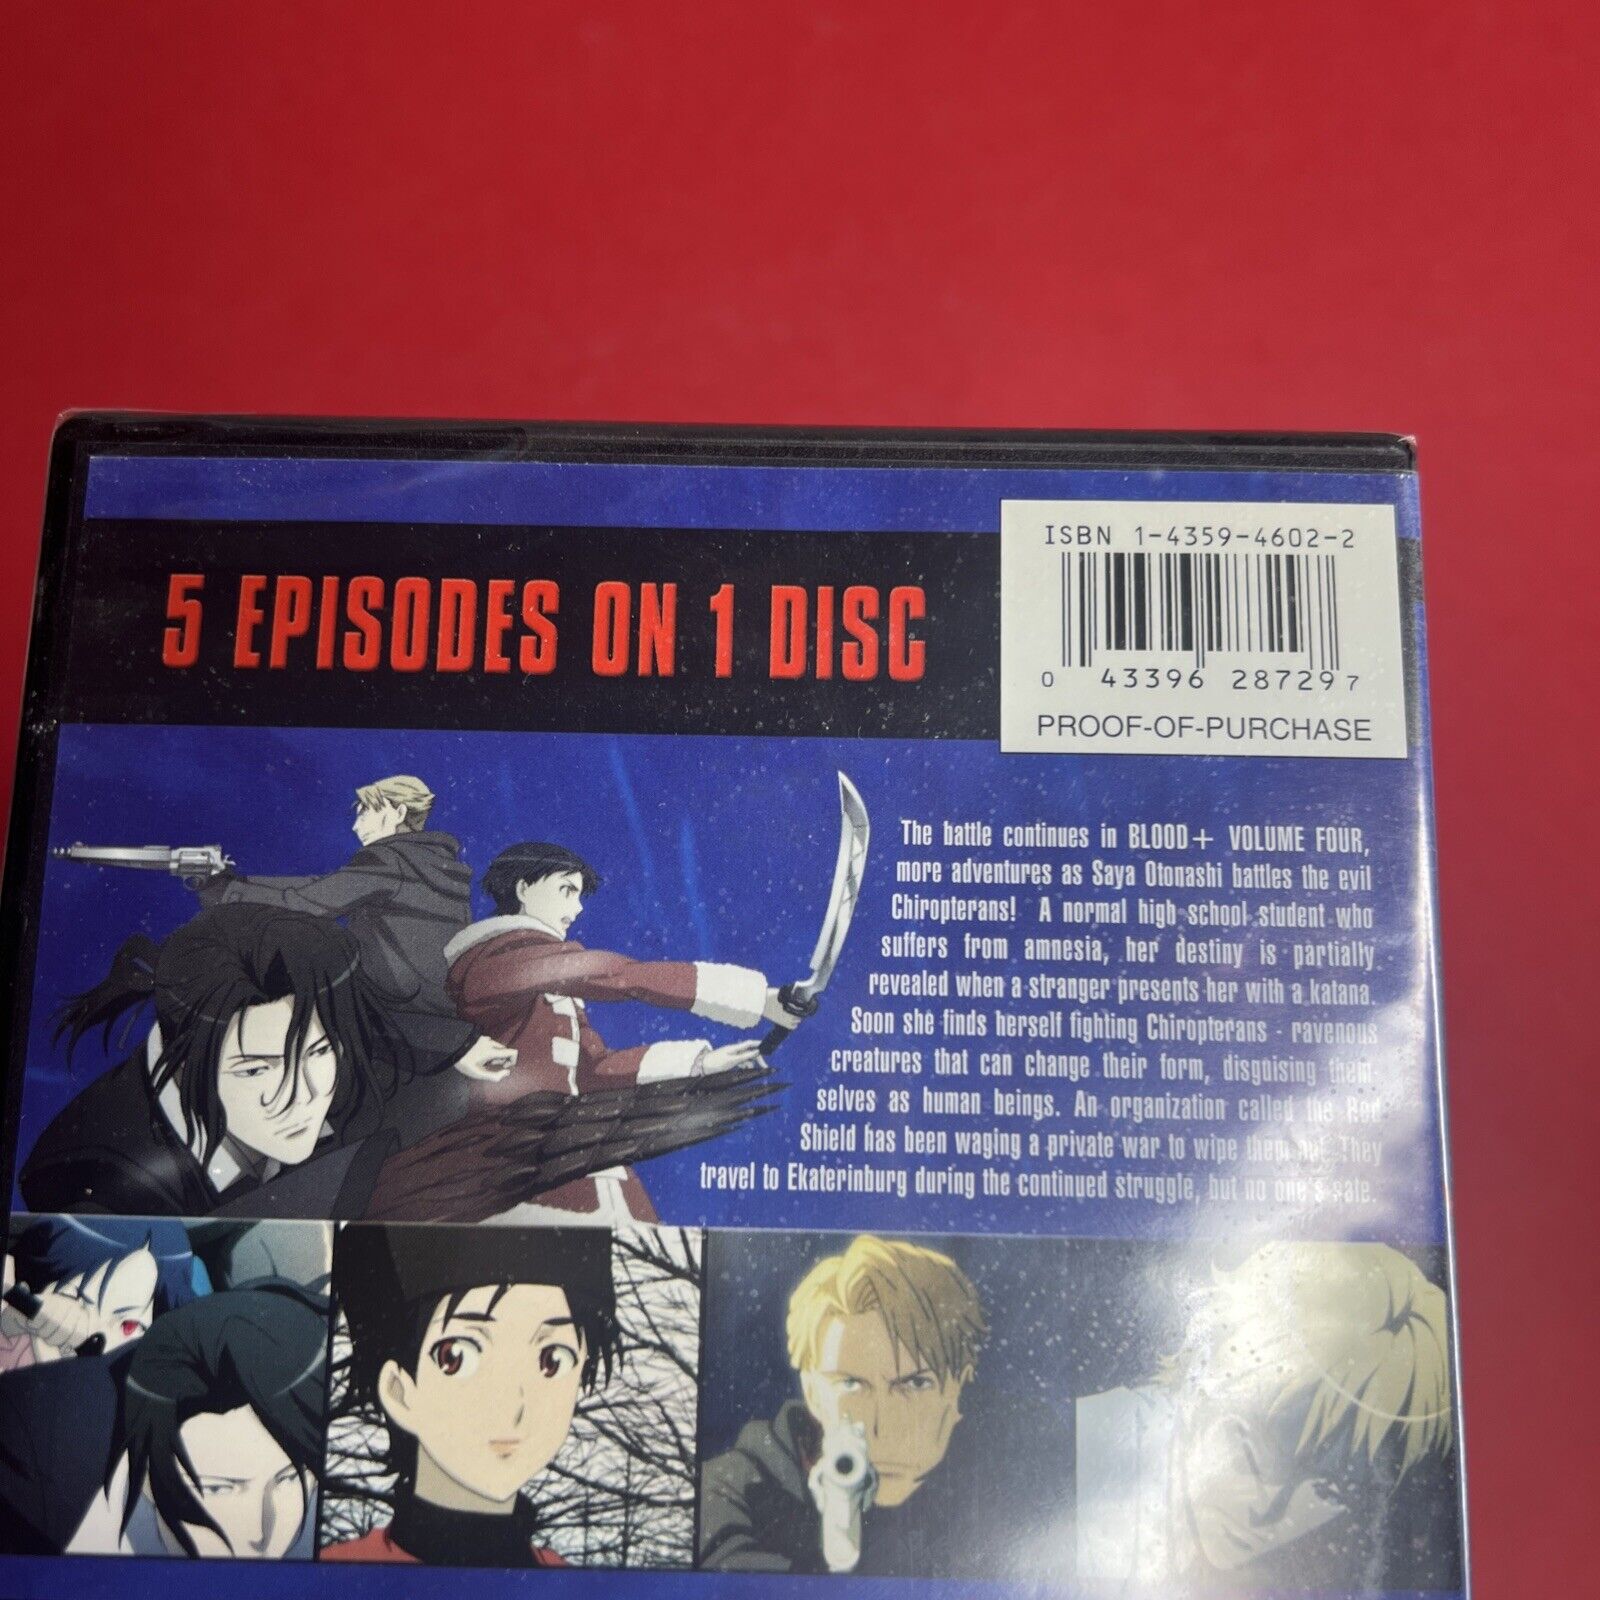 5 EPISODES ON 1 DISC
ISBN 1-4359-4602-2
0 43396 28729 7
PROOF-OF-PURCHASE
The battle continues in BLOOD+ VOLUME FOUR,
more adventures as Saya Otonashi battles the evil
Chiropterans! A normal high school student who
suffers from amnesia, her destiny is partially
revealed when a stranger presents her with a katana.
Soon she finds herself fighting Chiropterans - ravenous
creatures that can change their form, disguising them-
selves as human beings. An organization called the Red
Shield has been waging a private war to wipe them out. They
travel to Ekaterinburg during the continued struggle, but no one's safe.